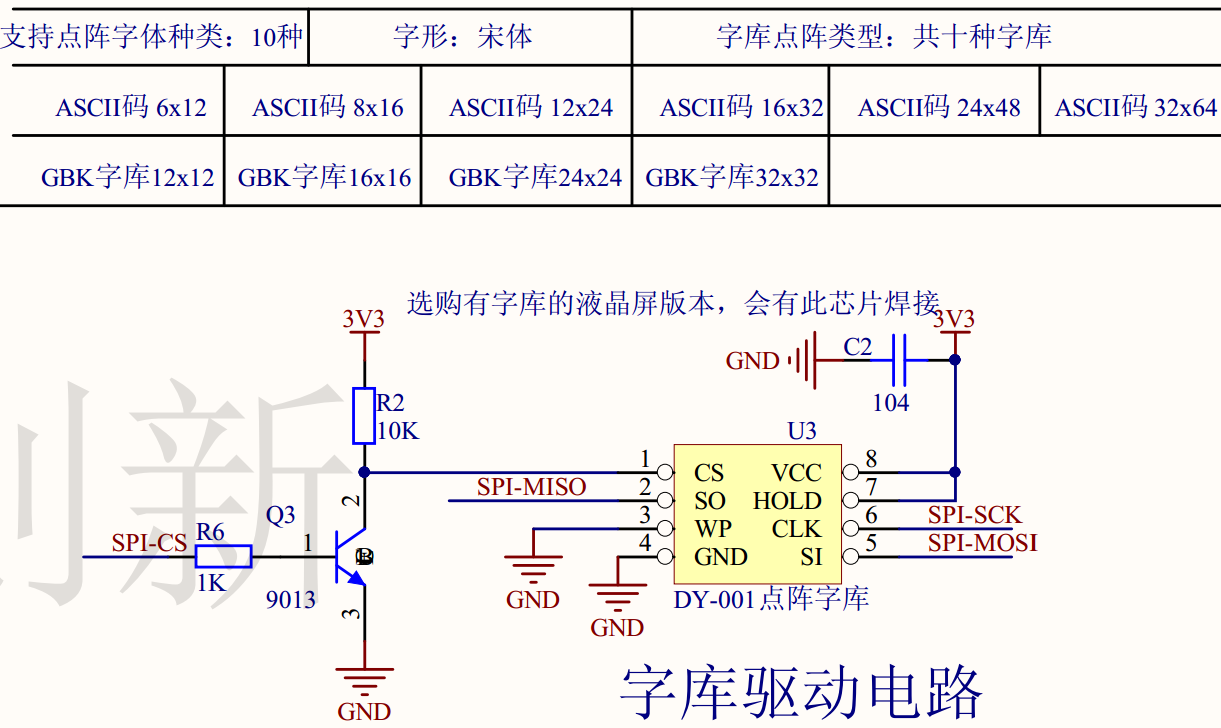 支持点阵字体种类：10种 字形：宋体 字库点阵类型：共十种字库
ASCII码 6x12 ASCII码 8x16 ASCII码 12x24 ASCII码 16x32 ASCII码 24x48 ASCII码 32x64
GBK字库12x12 GBK字库16x16 GBK字库24x24 GBK字库32x32
选购有字库的液晶屏版本，会有此芯片焊接
3V3
3V3
GND
C2
104
R2
10K
U3
1 CS VCC 8
SPI-MISO 2 SO HOLD 7
3 WP CLK 6 SPI-SCK
4 GND SI 5 SPI-MOSI
DY-001点阵字库
GND
GND
2
Q3
SPI-CS R6 1
1K
9013
3
GND
字库驱动电路
创新